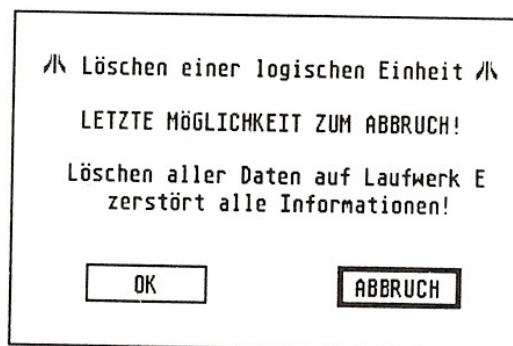 Löschen einer logischen Einheit
LETZTE MÖGLICHKEIT ZUM ABBRUCH!
Löschen aller Daten auf Laufwerk E
zerstört alle Informationen!
OK
ABBRUCH